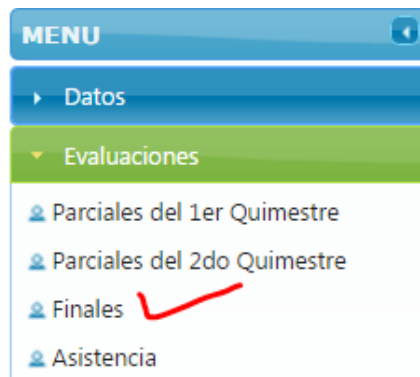 MENU
Datos
Evaluaciones
Parciales del 1er Quimestre
Parciales del 2do Quimestre
Finales
Asistencia